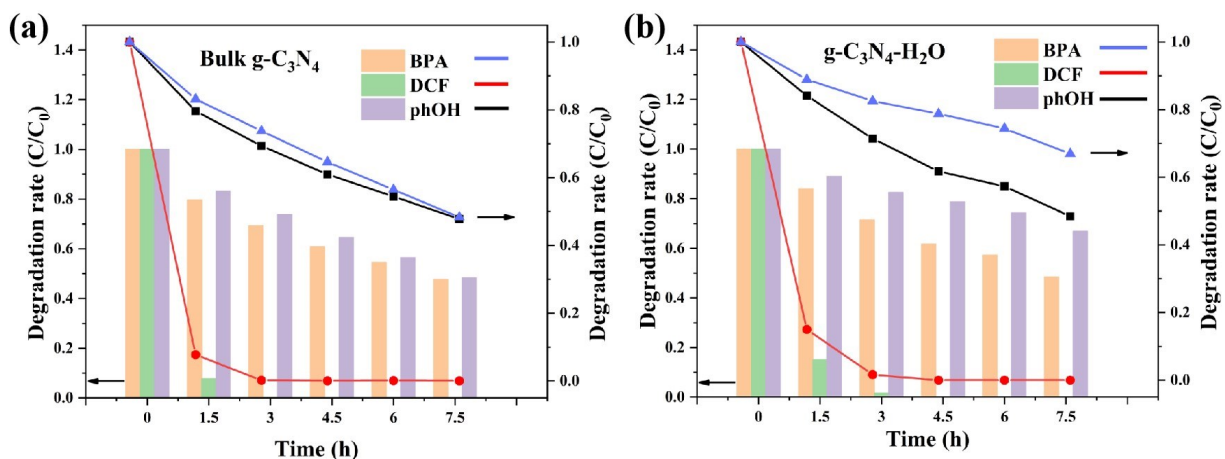 (a)
Bulk g-C₃N₄
BPA
DCF
phOH
Degradation rate (C/C₀)
1.4
1.2
1.0
0.8
0.6
0.4
0.2
0.0
1.0
0.8
0.6
0.4
0.2
0.0
Degradation rate (C/C₀)
0 1.5 3 4.5 6 7.5
Time (h)
(b)
g-C₃N₄-H₂O
BPA
DCF
phOH
Degradation rate (C/C₀)
1.4
1.2
1.0
0.8
0.6
0.4
0.2
0.0
1.0
0.8
0.6
0.4
0.2
0.0
Degradation rate (C/C₀)
0 1.5 3 4.5 6 7.5
Time (h)